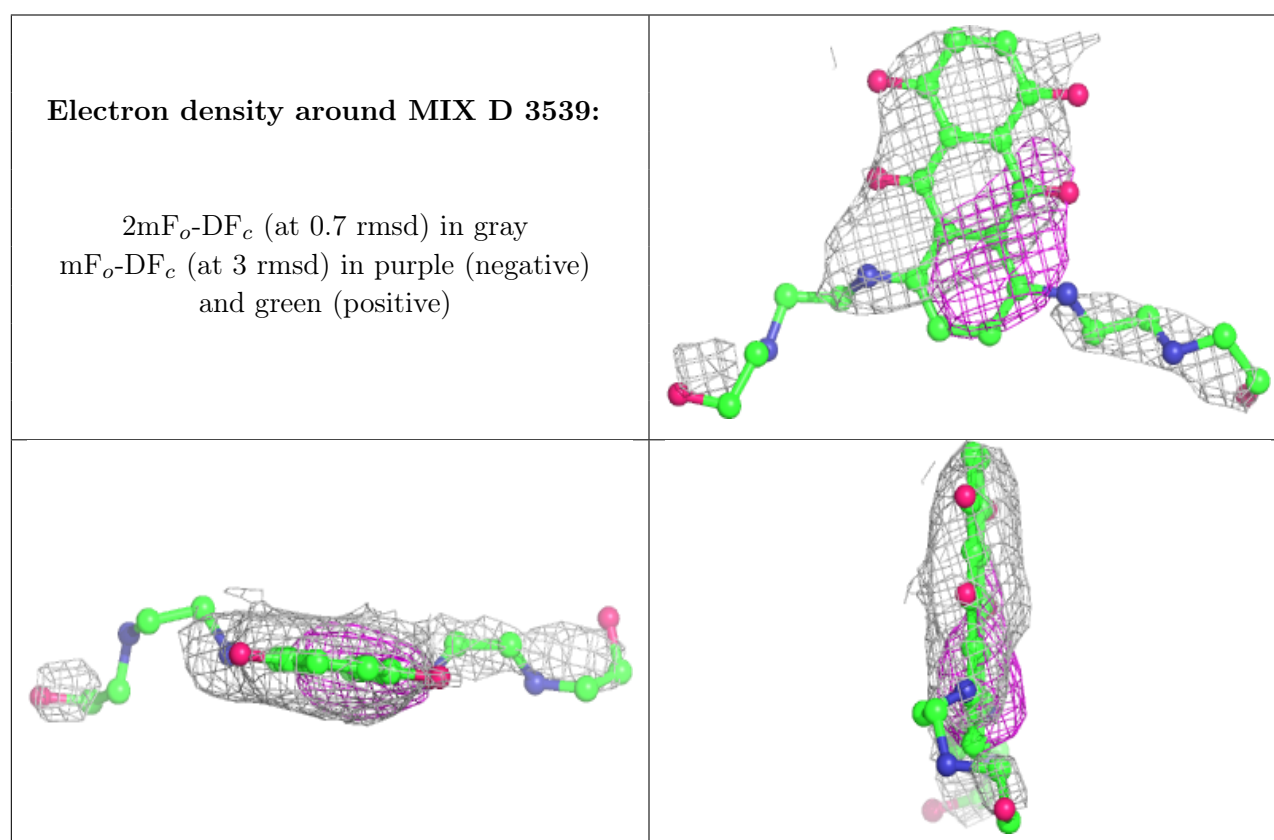 Electron density around MIX D 3539:
2mFo-DFc (at 0.7 rmsd) in gray
mFo-DFc (at 3 rmsd) in purple (negative)
and green (positive)